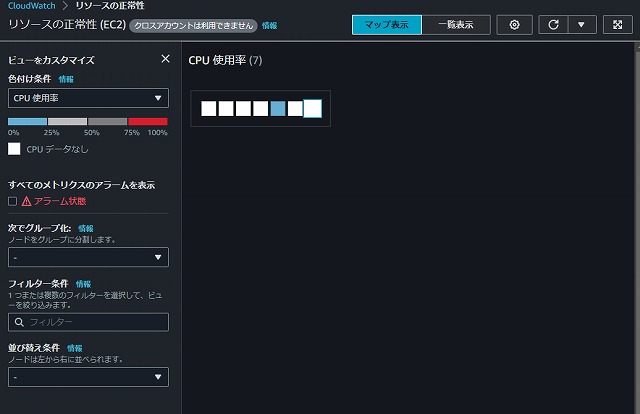 CloudWatch > リソースの正常性
リソースの正常性 (EC2) クロスアカウントは利用できません 情報
マップ表示 一覧表示
ビューをカスタマイズ
色付け条件 情報
CPU 使用率
0% 25% 50% 75% 100%
CPU データなし
すべてのメトリクスのアラームを表示
アラーム状態
次でグループ化: 情報
ノードをグループに分割します。
-
フィルター条件 情報
1 つまたは複数のフィルターを選択して、ビュ
ーを絞り込みます。
フィルター
並び替え条件 情報
ノードは左から右に並べられます。
-
CPU 使用率 (7)